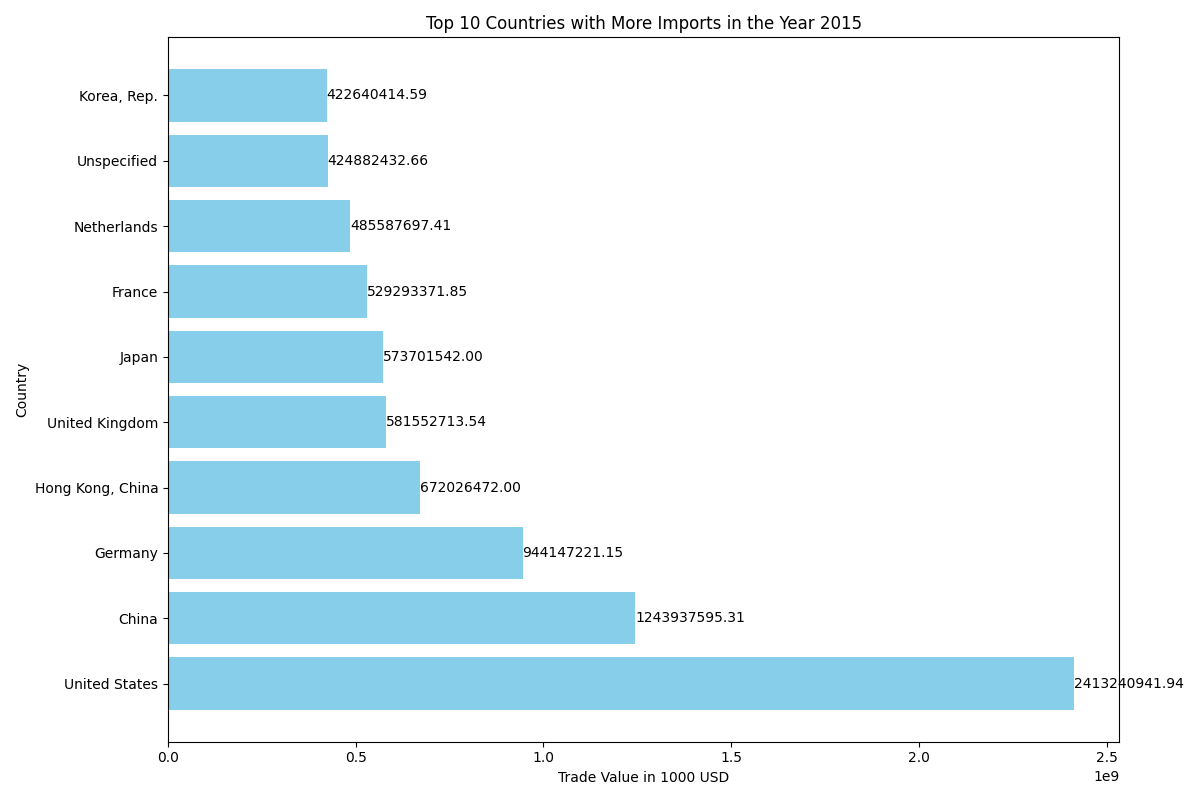 Top 10 Countries with More Imports in the Year 2015
Country
Korea, Rep. 422640414.59
Unspecified 424882432.66
Netherlands 485587697.41
France 529293371.85
Japan 573701542.00
United Kingdom 581552713.54
Hong Kong, China 672026472.00
Germany 944147221.15
China 1243937595.31
United States 2413240941.94
0.0 0.5 1.0 1.5 2.0 2.5
1e9
Trade Value in 1000 USD